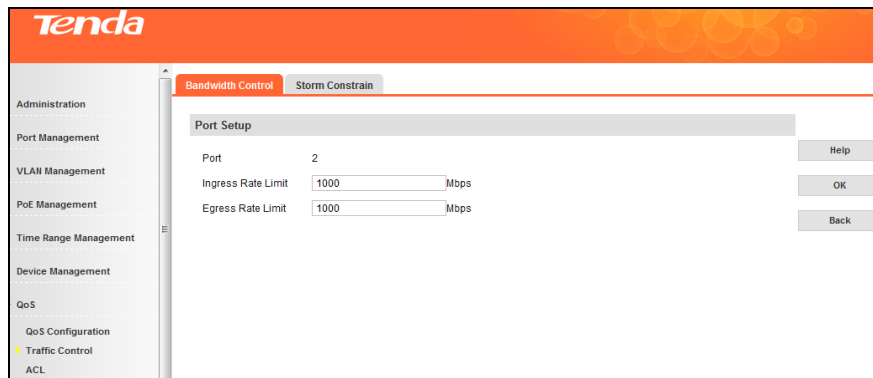 Tenda
Bandwidth Control Storm Constrain
Administration
Port Management
VLAN Management
PoE Management
Time Range Management
Device Management
QoS
QoS Configuration
Traffic Control
ACL
Port Setup
Port 2
Ingress Rate Limit 1000 Mbps
Egress Rate Limit 1000 Mbps
Help
OK
Back